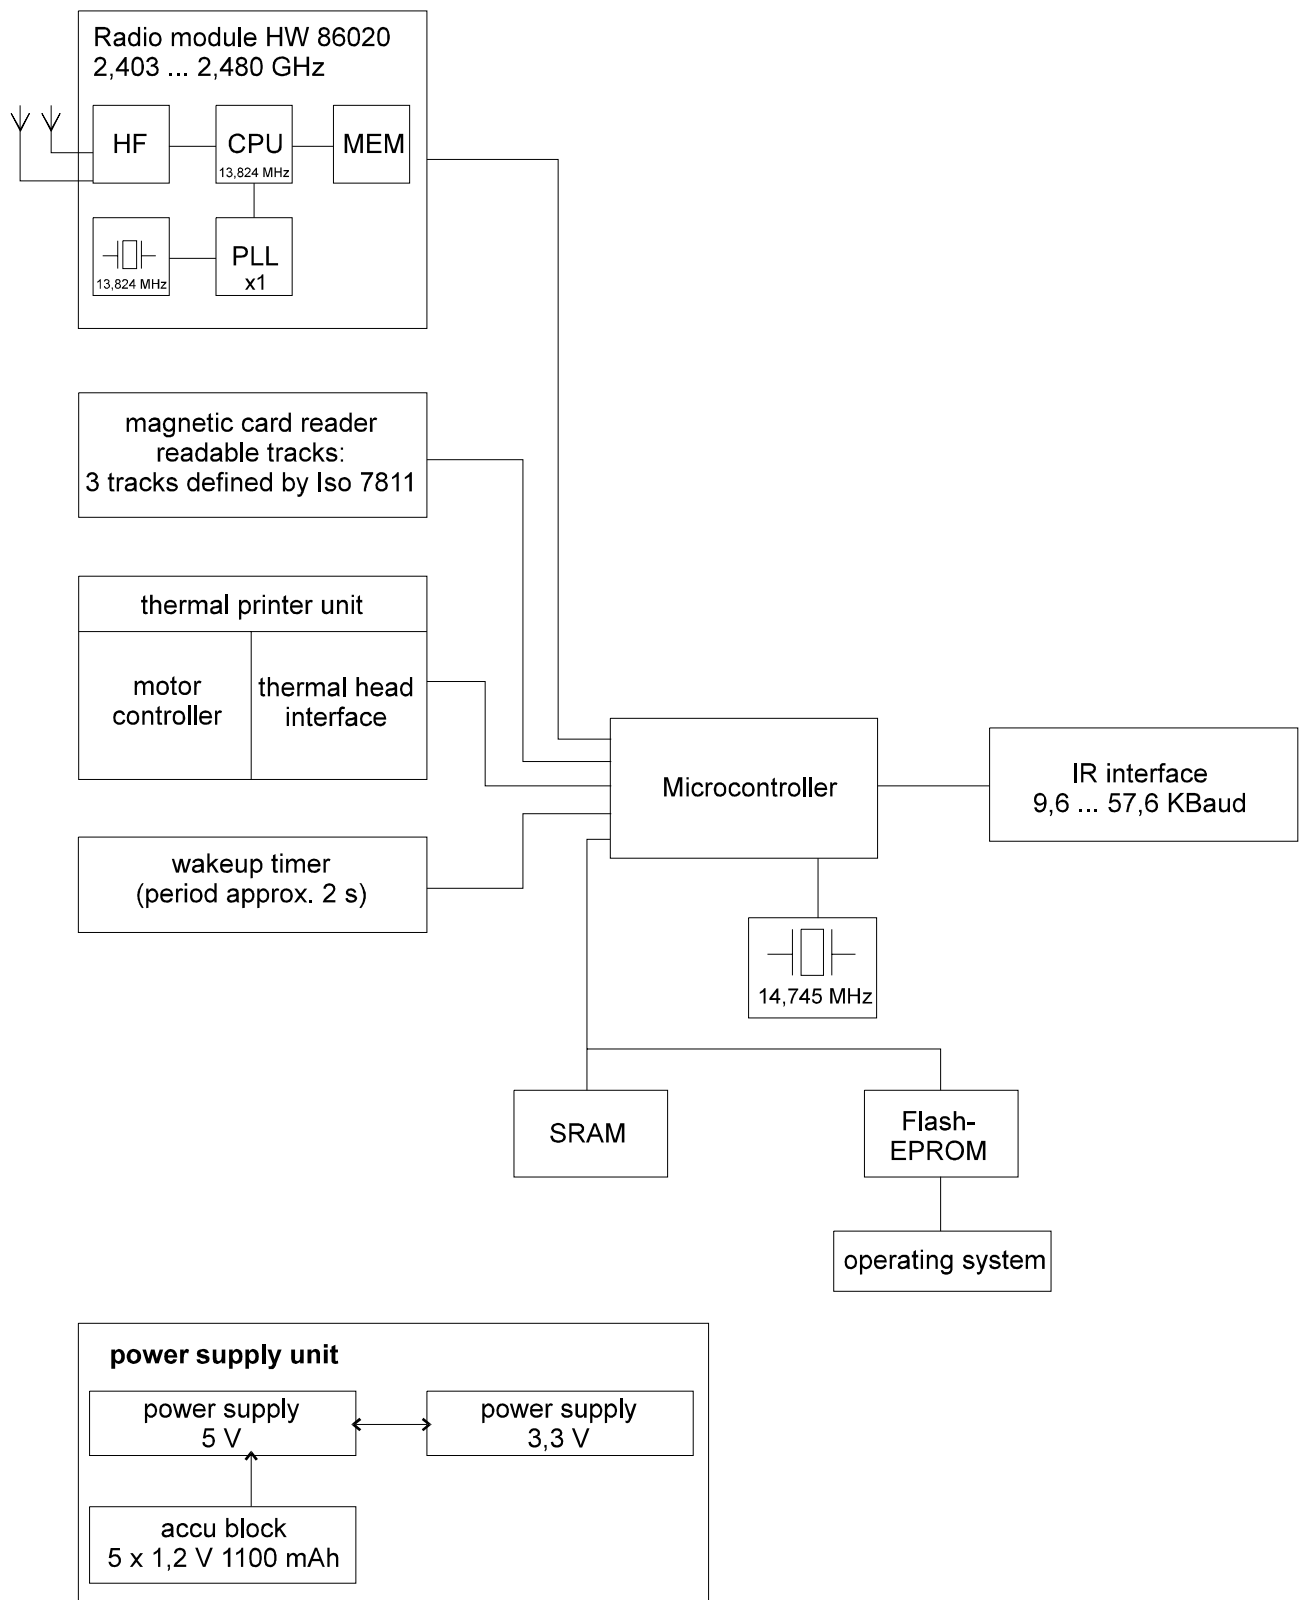 Radio module HW 86020
2,403 ... 2,480 GHz
HF
CPU
13,824 MHz
MEM
13,824 MHz
PLL
x1
magnetic card reader
readable tracks:
3 tracks defined by Iso 7811
thermal printer unit
motor
controller
thermal head
interface
Microcontroller
IR interface
9,6 ... 57,6 KBaud
wakeup timer
(period approx. 2 s)
14,745 MHz
SRAM
Flash-
EPROM
operating system
power supply unit
power supply
5 V
power supply
3,3 V
accu block
5 x 1,2 V 1100 mAh